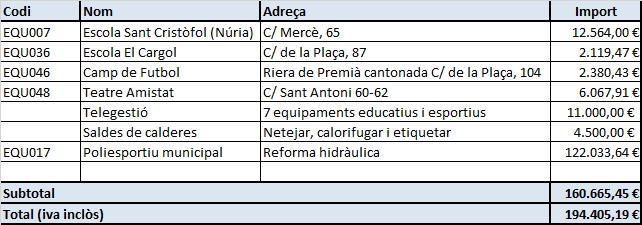 Codi Nom Adreça Import
EQU007 Escola Sant Cristòfol (Núria) C/ Mercè, 65 12.564,00 €
EQU036 Escola El Cargol C/ de la Plaça, 87 2.119,47 €
EQU046 Camp de Futbol Riera de Premià cantonada C/ de la Plaça, 104 2.380,43 €
EQU048 Teatre Amistat C/ Sant Antoni 60-62 6.067,91 €
Telegestió 7 equipaments educatius i esportius 11.000,00 €
Saldes de calderes Netejar, calorifugar i etiquetar 4.500,00 €
EQU017 Poliesportiu municipal Reforma hidràulica 122.033,64 €
Subtotal 160.665,45 €
Total (iva inclòs) 194.405,19 €